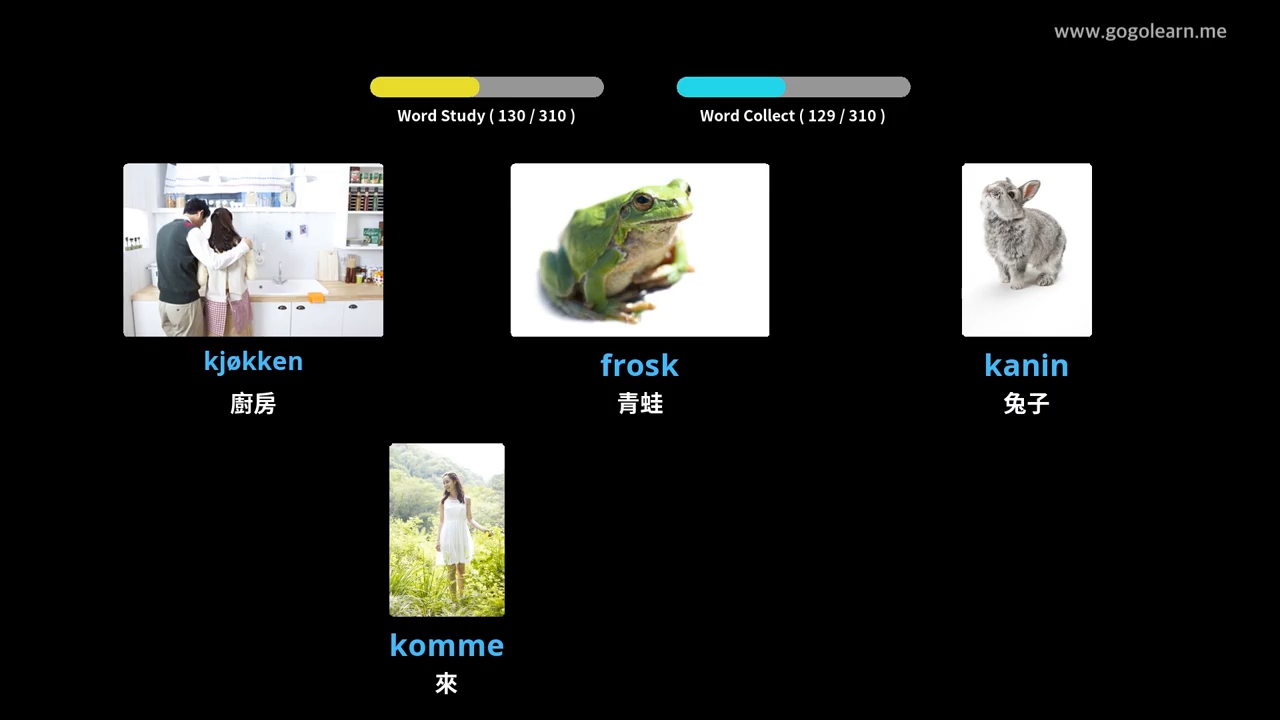 www.gogolearn.me
Word Study ( 130 / 310 )
Word Collect ( 129 / 310 )
kjøkken
廚房
frosk
青蛙
kanin
兔子
komme
來